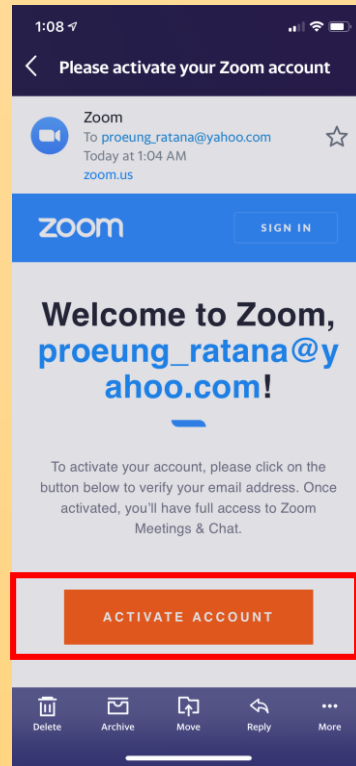 1:08
Please activate your Zoom account
Zoom
To proeung_ratana@yahoo.com
Today at 1:04 AM
zoom.us
zoom
SIGN IN
Welcome to Zoom,
proeung_ratana@y
ahoo.com!
To activate your account, please click on the
button below to verify your email address. Once
activated, you'll have full access to Zoom
Meetings & Chat.
ACTIVATE ACCOUNT
Delete Archive Move Reply More